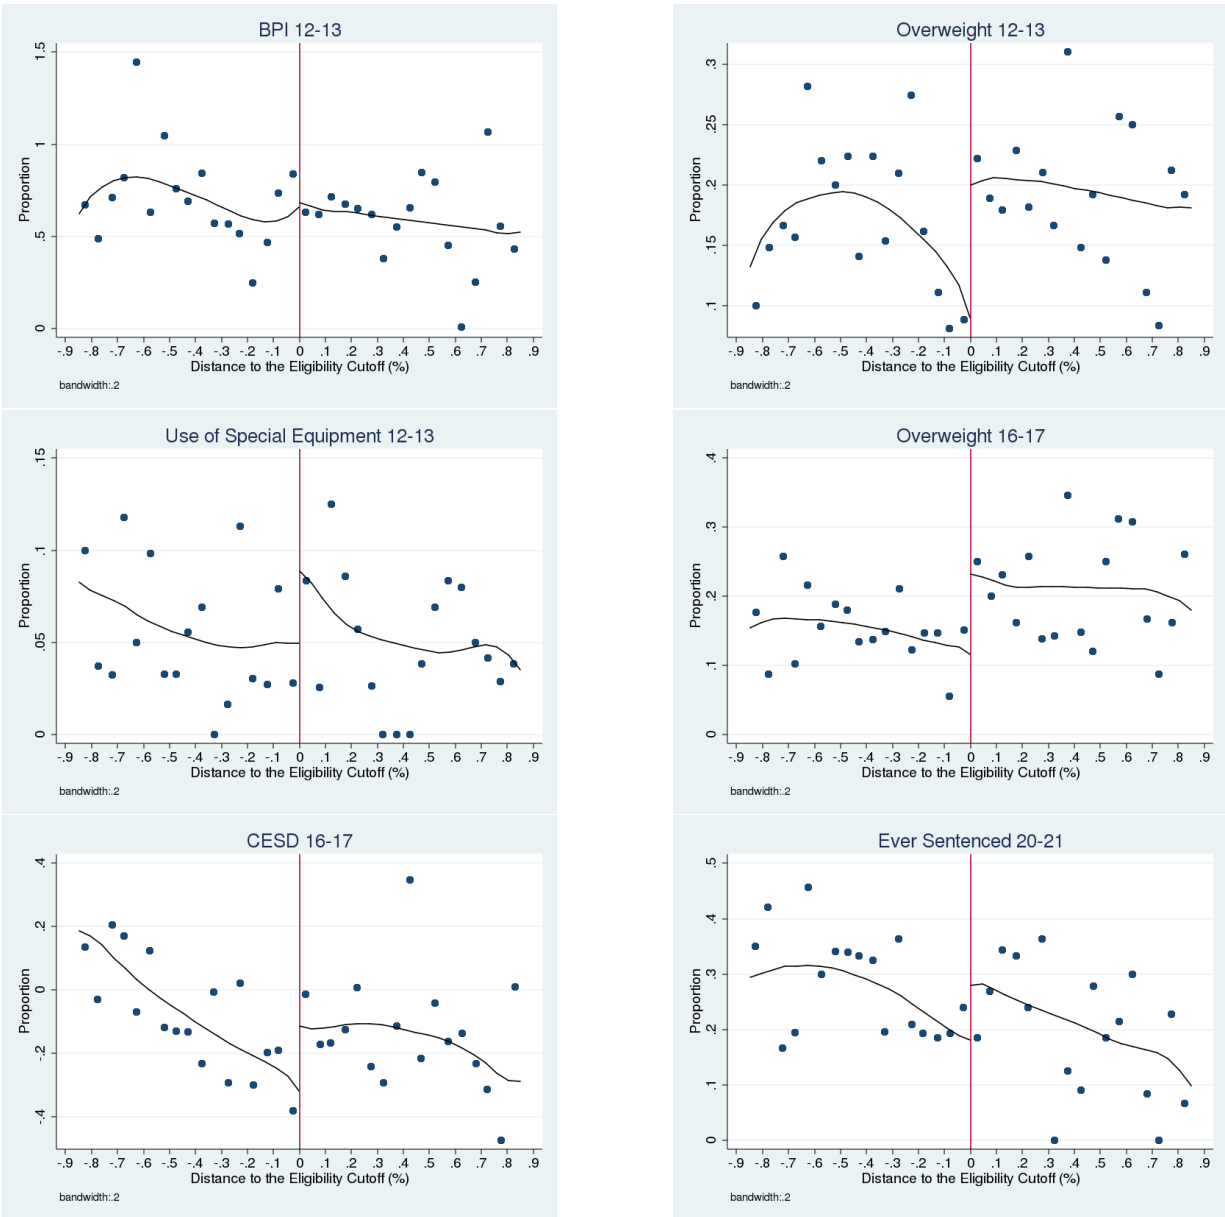 BPI 12-13
1.5
1
.5
0
Proportion
-.9 -.8 -.7 -.6 -.5 -.4 -.3 -.2 -.1 0 .1 .2 .3 .4 .5 .6 .7 .8 .9
Distance to the Eligibility Cutoff (%)
bandwidth:.2
Overweight 12-13
.3
.25
.2
.15
.1
Proportion
-.9 -.8 -.7 -.6 -.5 -.4 -.3 -.2 -.1 0 .1 .2 .3 .4 .5 .6 .7 .8 .9
Distance to the Eligibility Cutoff (%)
bandwidth:.2
Use of Special Equipment 12-13
.15
.1
.05
0
Proportion
-.9 -.8 -.7 -.6 -.5 -.4 -.3 -.2 -.1 0 .1 .2 .3 .4 .5 .6 .7 .8 .9
Distance to the Eligibility Cutoff (%)
bandwidth:.2
Overweight 16-17
.4
.3
.2
.1
0
Proportion
-.9 -.8 -.7 -.6 -.5 -.4 -.3 -.2 -.1 0 .1 .2 .3 .4 .5 .6 .7 .8 .9
Distance to the Eligibility Cutoff (%)
bandwidth:.2
CESD 16-17
.4
.2
0
-.2
-.4
Proportion
-.9 -.8 -.7 -.6 -.5 -.4 -.3 -.2 -.1 0 .1 .2 .3 .4 .5 .6 .7 .8 .9
Distance to the Eligibility Cutoff (%)
bandwidth:.2
Ever Sentenced 20-21
.5
.4
.3
.2
.1
0
Proportion
-.9 -.8 -.7 -.6 -.5 -.4 -.3 -.2 -.1 0 .1 .2 .3 .4 .5 .6 .7 .8 .9
Distance to the Eligibility Cutoff (%)
bandwidth:.2